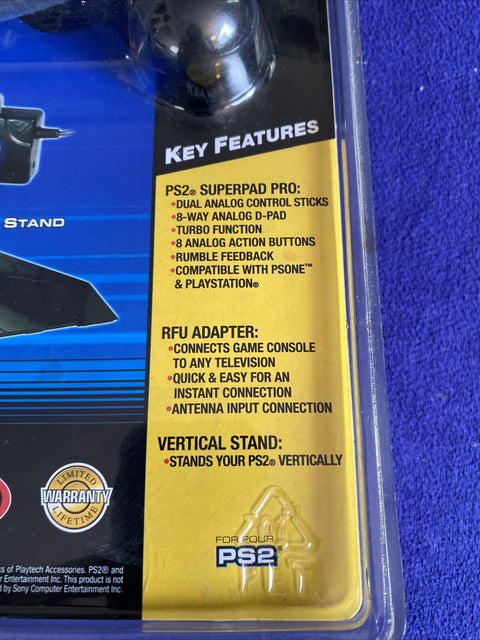 KEY FEATURES
PS2® SUPERPAD PRO:
•DUAL ANALOG CONTROL STICKS
•8-WAY ANALOG D-PAD
•TURBO FUNCTION
•8 ANALOG ACTION BUTTONS
•RUMBLE FEEDBACK
•COMPATIBLE WITH PSONE™
& PLAYSTATION®
STAND
RFU ADAPTER:
•CONNECTS GAME CONSOLE
TO ANY TELEVISION
•QUICK & EASY FOR AN
INSTANT CONNECTION
•ANTENNA INPUT CONNECTION
VERTICAL STAND:
•STANDS YOUR PS2® VERTICALLY
LIMITED
WARRANTY
LIFETIME
FOR YOUR
PS2®
s of Playtech Accessories. PS2® and
Entertainment Inc. This product is not
d by Sony Computer Entertainment Inc.